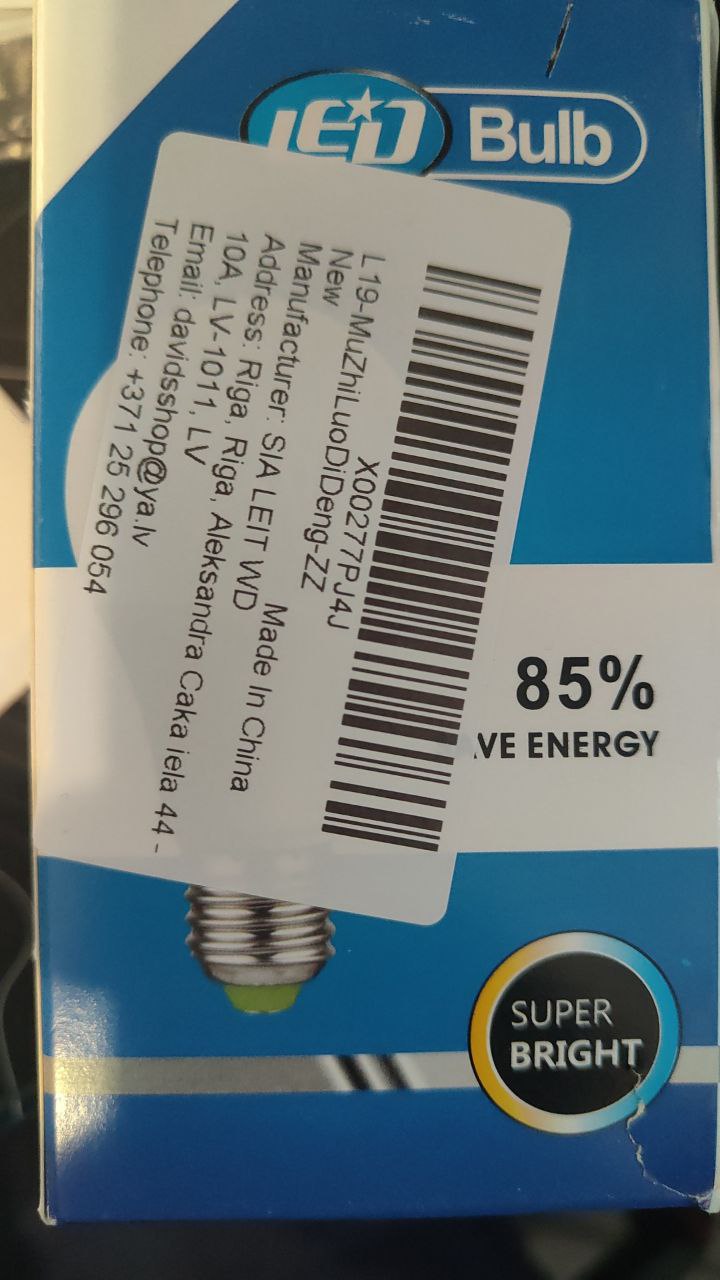 LED Bulb
X00277PJ4J
L19-MuZhiLuoDiDeng-ZZ
New
Made In China
Manufacturer: SIA LEIT WD
Address: Riga, Riga, Aleksandra Caka iela 44 -
10A, LV-1011, LV
Email: davidsshop@ya.lv
Telephone: +371 25 296 054
85%
VE ENERGY
SUPER
BRIGHT